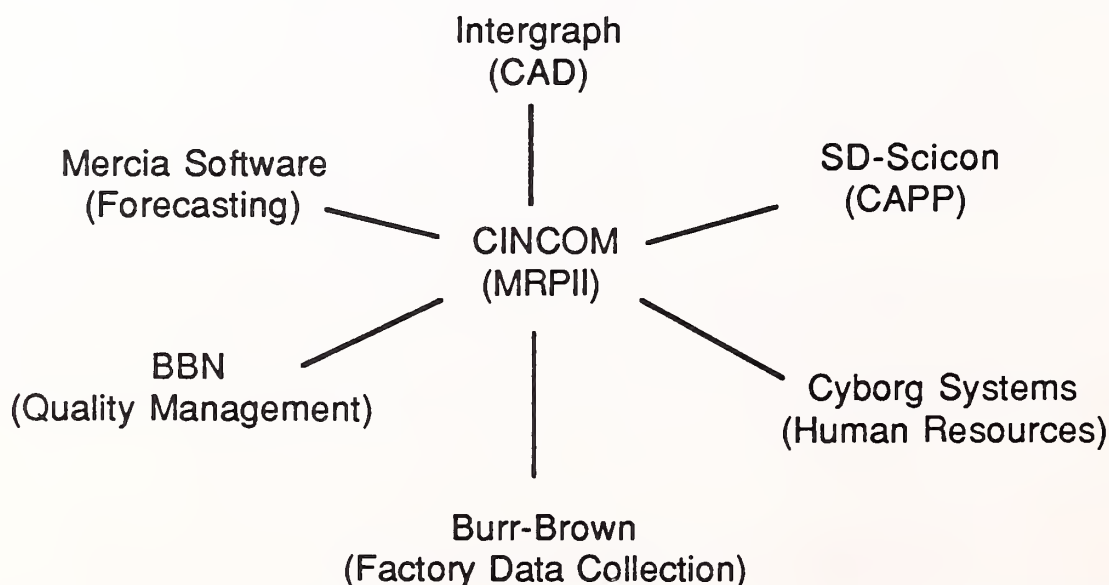 Intergraph
(CAD)
Mercia Software
(Forecasting)
SD-Scicon
(CAPP)
CINCOM
(MRPII)
BBN
(Quality Management)
Cyborg Systems
(Human Resources)
Burr-Brown
(Factory Data Collection)